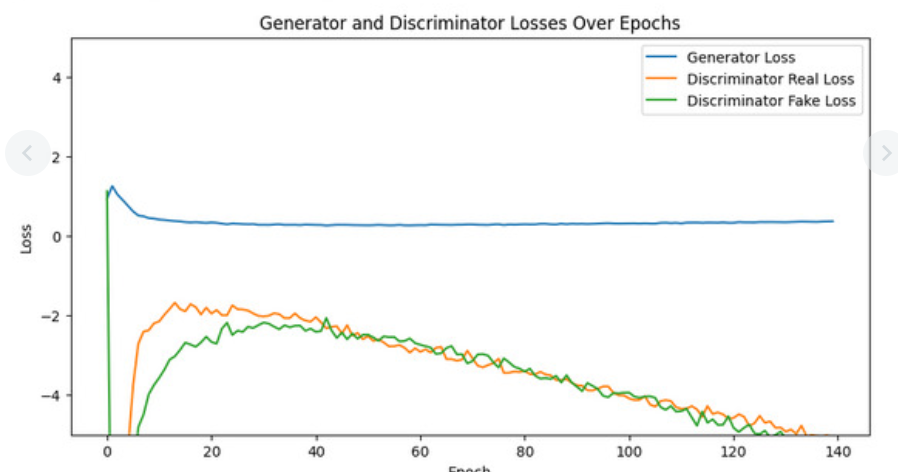 Generator and Discriminator Losses Over Epochs
Generator Loss
Discriminator Real Loss
Discriminator Fake Loss
4
2
0
−2
−4
Loss
0 20 40 60 80 100 120 140
Epoch